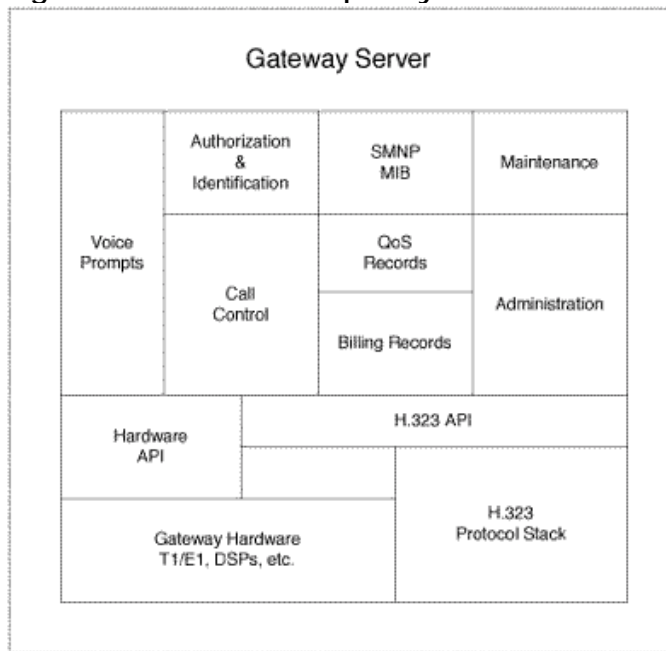 Gateway Server
Authorization
&
Identification
SMNP
MIB
Maintenance
Voice
Prompts
QoS
Records
Call
Control
Administration
Billing Records
Hardware
API
H.323 API
H.323
Protocol Stack
Gateway Hardware
T1/E1, DSPs, etc.